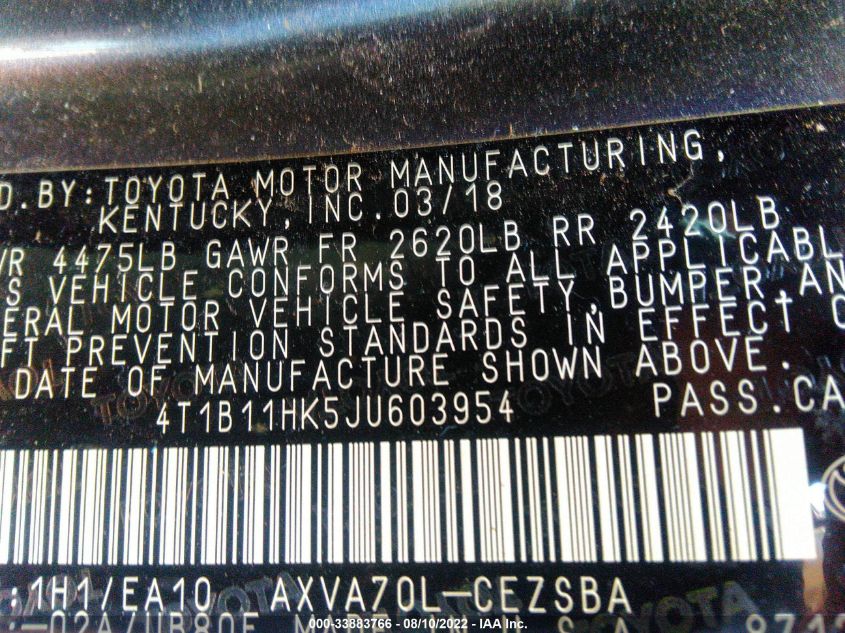 D.BY:TOYOTA MOTOR MANUFACTURING,
KENTUCKY,INC.03/18
VR 4475LB GAWR FR 2620LB RR 2420LB
S VEHICLE CONFORMS TO ALL APPLICABL
ERAL MOTOR VEHICLE SAFETY,BUMPER,AN
FT PREVENTION STANDARDS IN EFFECT O
DATE OF MANUFACTURE SHOWN ABOVE.
4T1B11HK5JU603954 PASS.CA
:1H1/EA10 AXVA70L-CEZSBA
000-33883766 - 08/10/2022 - IAA Inc.